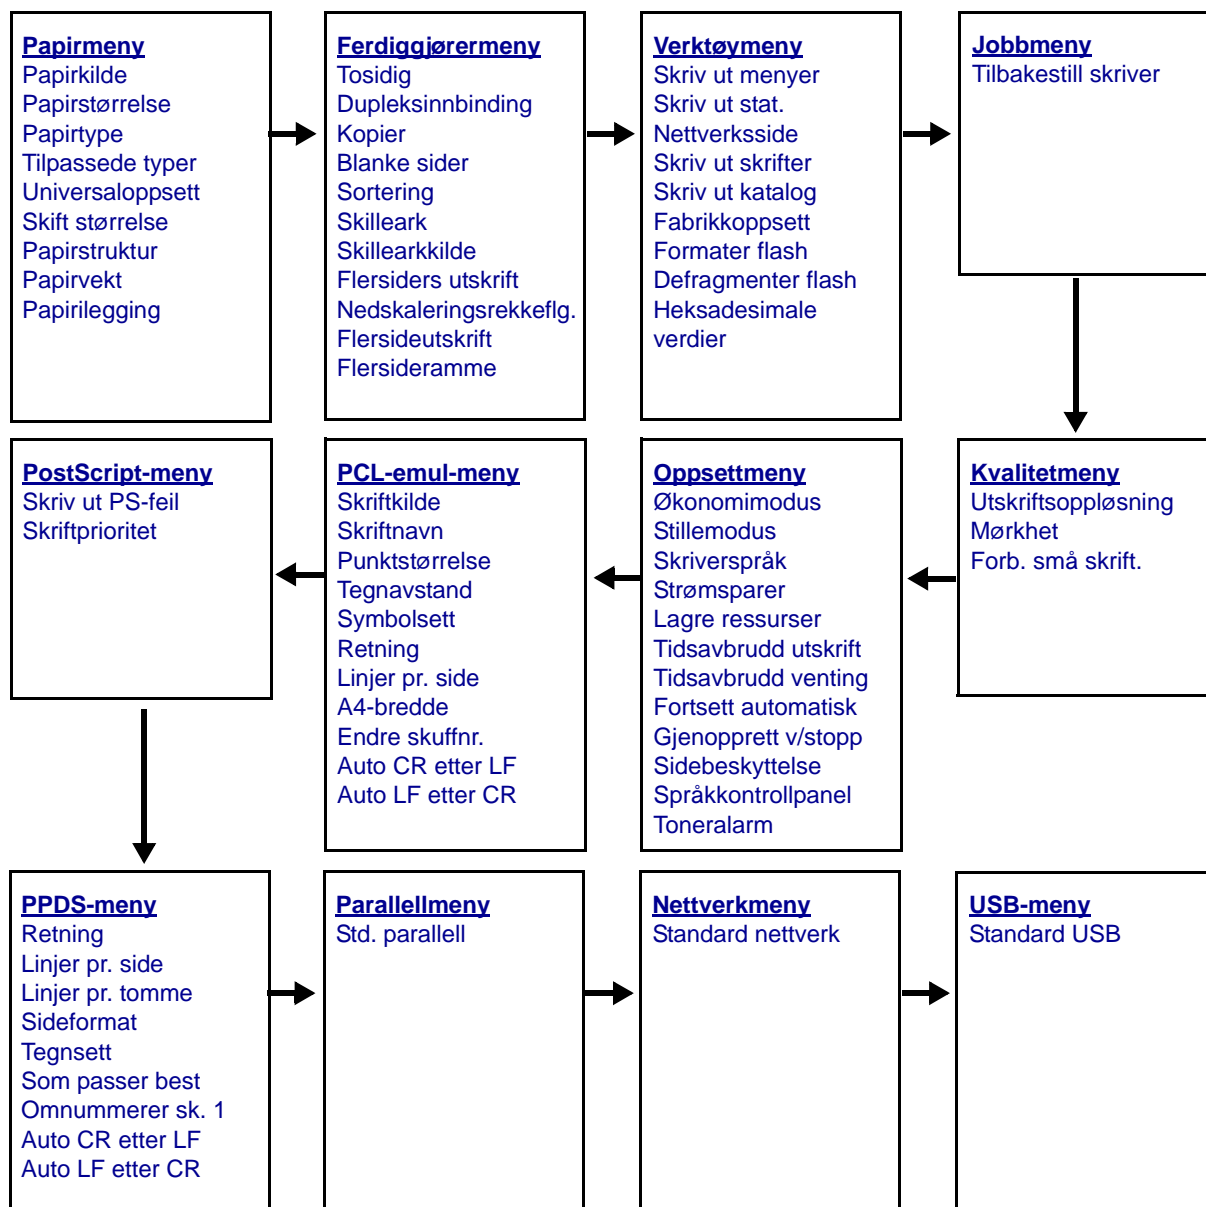 Papirmeny
Papirkilde
Papirstørrelse
Papirtype
Tilpassede typer
Universaloppsett
Skift størrelse
Papirstruktur
Papirvekt
Papirilegging
Ferdiggjørermeny
Tosidig
Dupleksinnbinding
Kopier
Blanke sider
Sortering
Skilleark
Skillearkkilde
Flersiders utskrift
Nedskaleringsrekkeflg.
Flersideutskrift
Flersideramme
Verktøymeny
Skriv ut menyer
Skriv ut stat.
Nettverksside
Skriv ut skrifter
Skriv ut katalog
Fabrikkoppsett
Formater flash
Defragmenter flash
Heksadesimale
verdier
Jobbmeny
Tilbakestill skriver
Kvalitetmeny
Utskriftsoppløsning
Mørkhet
Forb. små skrift.
Oppsettmeny
Økonomimodus
Stillemodus
Skriverspråk
Strømsparer
Lagre ressurser
Tidsavbrudd utskrift
Tidsavbrudd venting
Fortsett automatisk
Gjenopprett v/stopp
Sidebeskyttelse
Språkkontrollpanel
Toneralarm
PCL-emul-meny
Skriftkilde
Skriftnavn
Punktstørrelse
Tegnavstand
Symbolsett
Retning
Linjer pr. side
A4-bredde
Endre skuffnr.
Auto CR etter LF
Auto LF etter CR
PostScript-meny
Skriv ut PS-feil
Skriftprioritet
PPDS-meny
Retning
Linjer pr. side
Linjer pr. tomme
Sideformat
Tegnsett
Som passer best
Omnummerer sk. 1
Auto CR etter LF
Auto LF etter CR
Parallellmeny
Std. parallell
Nettverkmeny
Standard nettverk
USB-meny
Standard USB